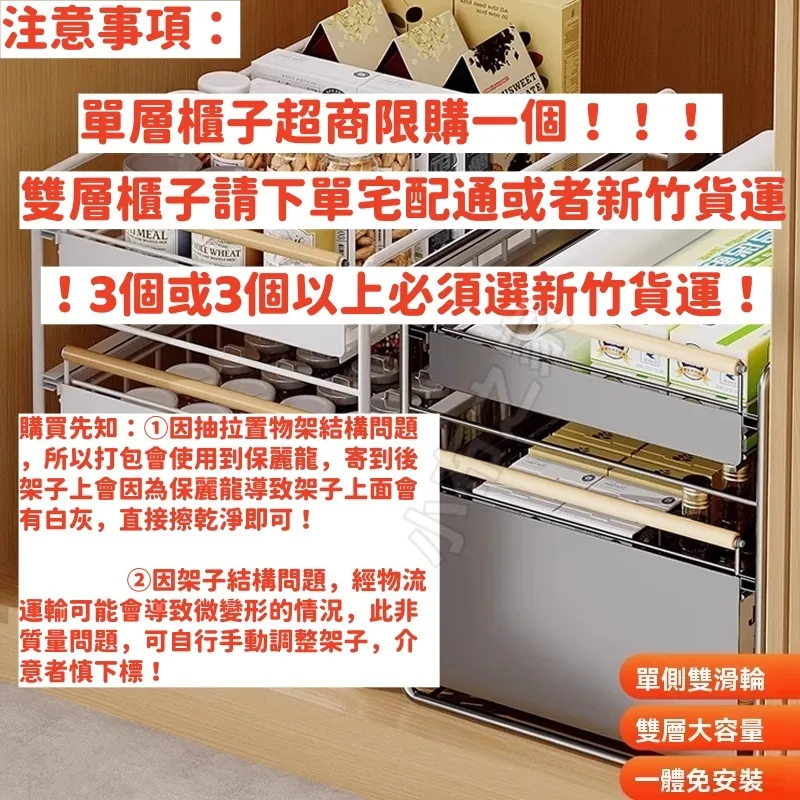 注意事項：
單層櫃子超商限購一個！！！
雙層櫃子請下單宅配通或者新竹貨運
！3個或3個以上必須選新竹貨運！
購買先知：①因抽拉置物架結構問題
，所以打包會使用到保麗龍，寄到後
架子上會因為保麗龍導致架子上面會
有白灰，直接擦乾淨即可！
②因架子結構問題，經物流
運輸可能會導致微變形的情況，此非
質量問題，可自行手動調整架子，介
意者慎下標！
單側雙滑輪
雙層大容量
一體免安裝
WHOLE WHEAT